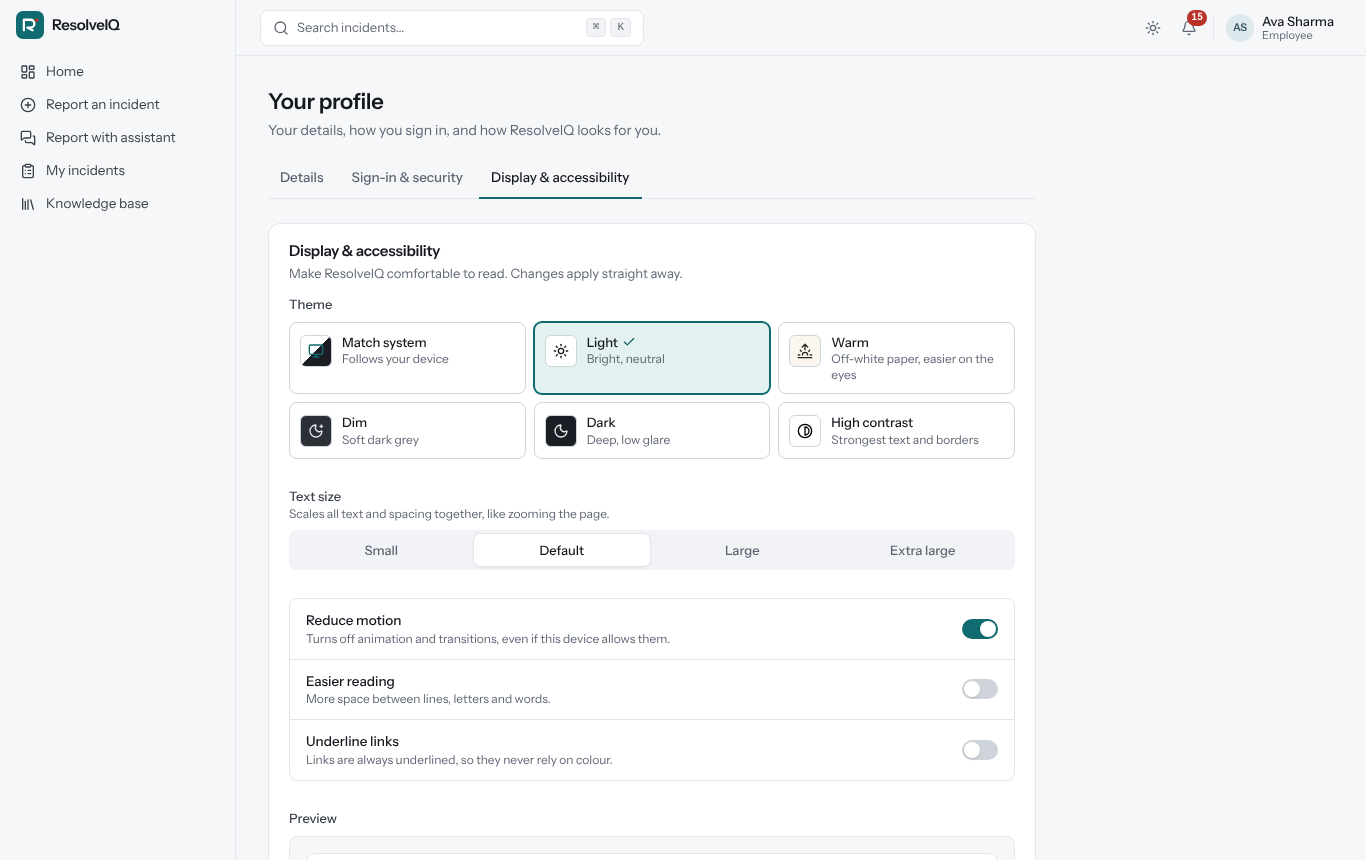 ResolveIQ
Search incidents...
⌘ K
15
AS
Ava Sharma
Employee
Home
Report an incident
Report with assistant
My incidents
Knowledge base
Your profile
Your details, how you sign in, and how ResolveIQ looks for you.
Details
Sign-in & security
Display & accessibility
Display & accessibility
Make ResolveIQ comfortable to read. Changes apply straight away.
Theme
Match system
Follows your device
Light
Bright, neutral
Warm
Off-white paper, easier on the
eyes
Dim
Soft dark grey
Dark
Deep, low glare
High contrast
Strongest text and borders
Text size
Scales all text and spacing together, like zooming the page.
Small
Default
Large
Extra large
Reduce motion
Turns off animation and transitions, even if this device allows them.
Easier reading
More space between lines, letters and words.
Underline links
Links are always underlined, so they never rely on colour.
Preview